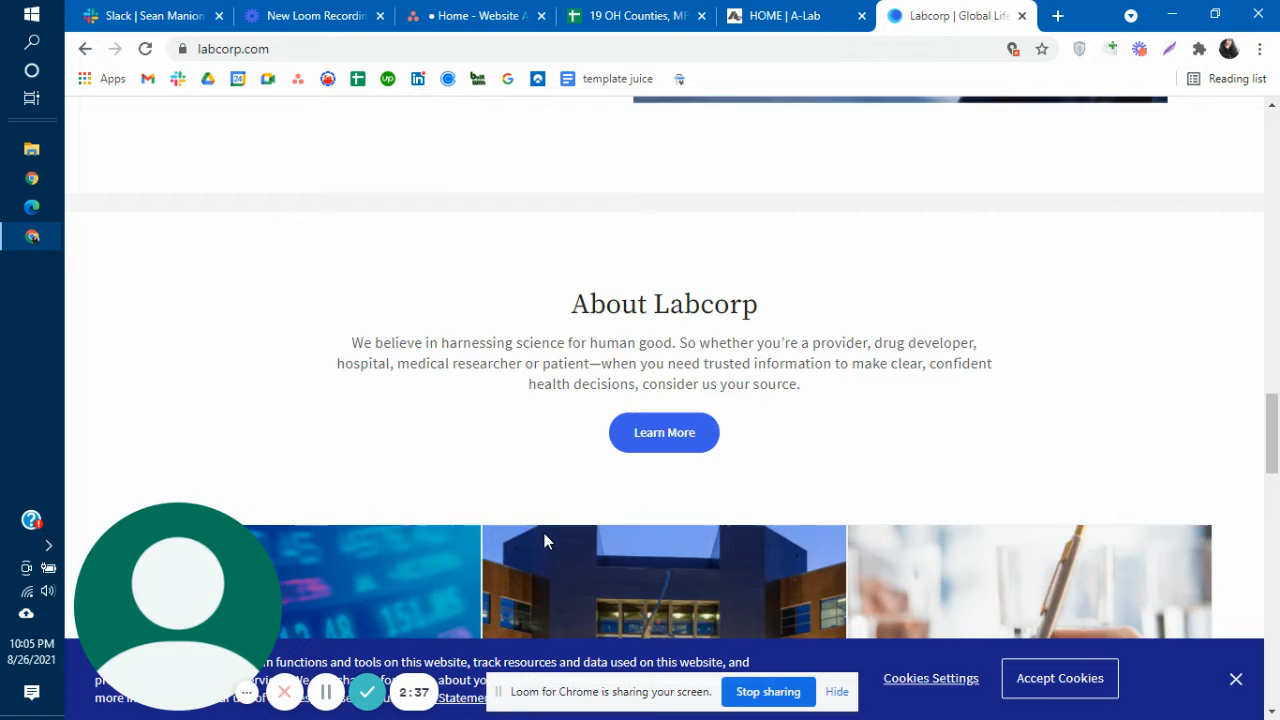 Slack | Sean Manion
New Loom Recordin
• Home - Website A
19 OH Counties, MF
HOME | A-Lab
Labcorp | Global Life
labcorp.com
Apps
24
up
template juice
Reading list
About Labcorp
We believe in harnessing science for human good. So whether you're a provider, drug developer,
hospital, medical researcher or patient—when you need trusted information to make clear, confident
health decisions, consider us your source.
Learn More
10:05 PM
8/26/2021
n functions and tools on this website, track resources and data used on this website, and
Cookies Settings
Accept Cookies
2:37
Loom for Chrome is sharing your screen.
Stop sharing
Hide